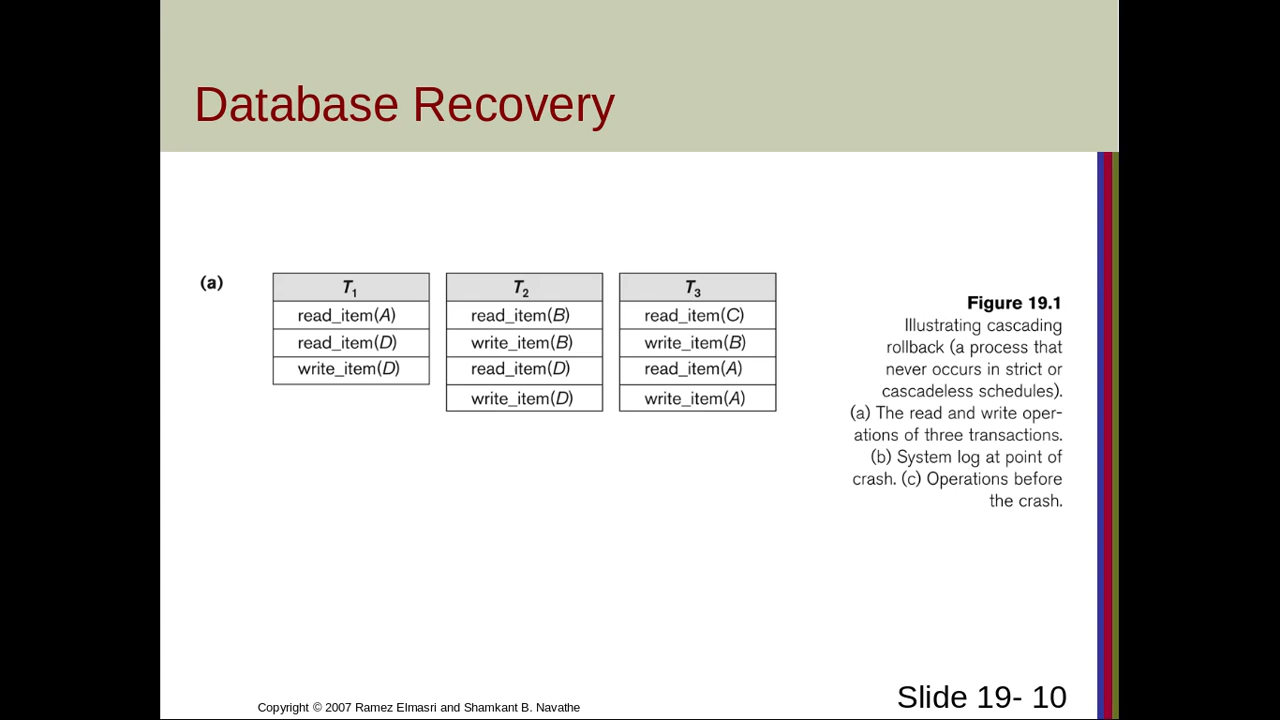 Database Recovery
(a)
T1 T2 T3
read_item(A) read_item(B) read_item(C)
read_item(D) write_item(B) write_item(B)
write_item(D) read_item(D) read_item(A)
write_item(D) write_item(A)
Figure 19.1
Illustrating cascading
rollback (a process that
never occurs in strict or
cascadeless schedules).
(a) The read and write oper-
ations of three transactions.
(b) System log at point of
crash. (c) Operations before
the crash.
Copyright © 2007 Ramez Elmasri and Shamkant B. Navathe
Slide 19- 10